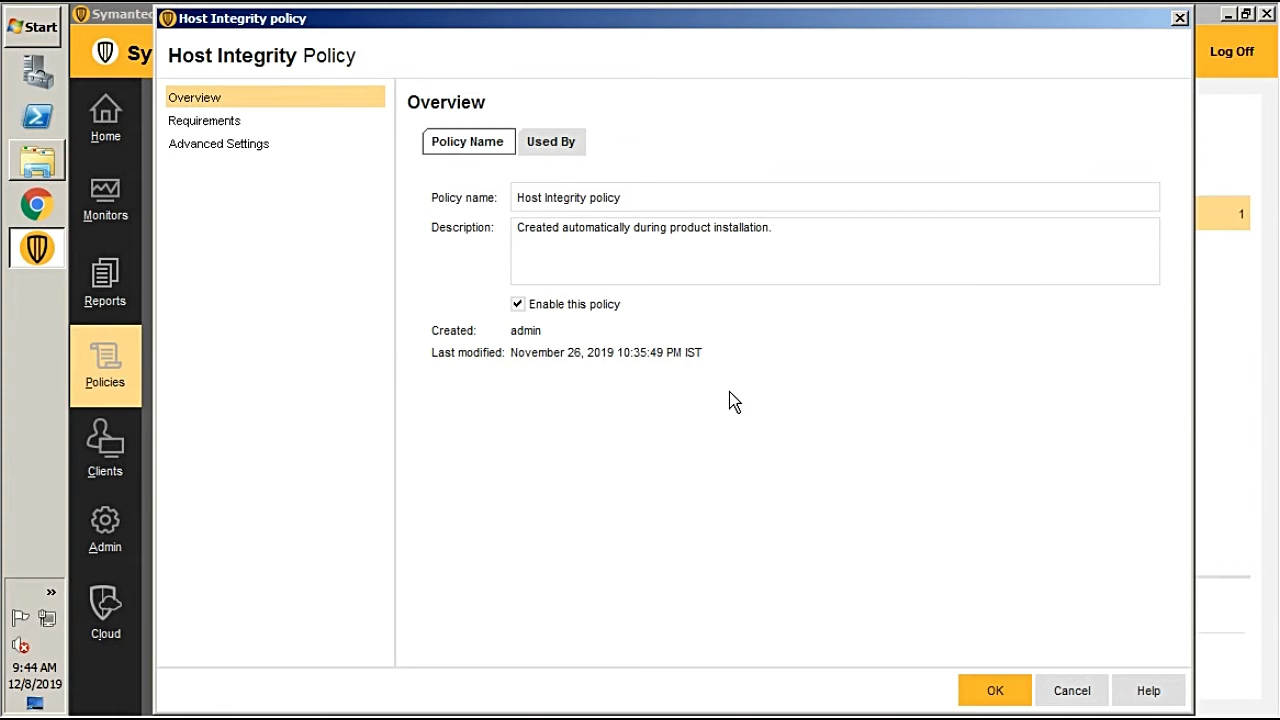 Start
Symantec
Host Integrity policy
Sy
Host Integrity Policy
Log Off
Overview
Requirements
Advanced Settings
Overview
Policy Name
Used By
Policy name:
Host Integrity policy
Description:
Created automatically during product installation.
Enable this policy
Created:
admin
Last modified:
November 26, 2019 10:35:49 PM IST
Home
Monitors
Reports
Policies
Clients
Admin
Cloud
1
OK
Cancel
Help
9:44 AM
12/8/2019